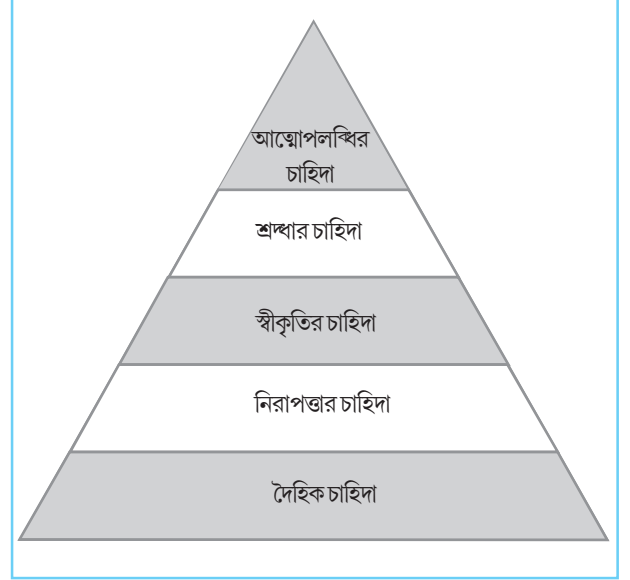 আত্মোপলব্ধির
চাহিদা
শ্রদ্ধার চাহিদা
স্বীকৃতির চাহিদা
নিরাপত্তার চাহিদা
দৈহিক চাহিদা